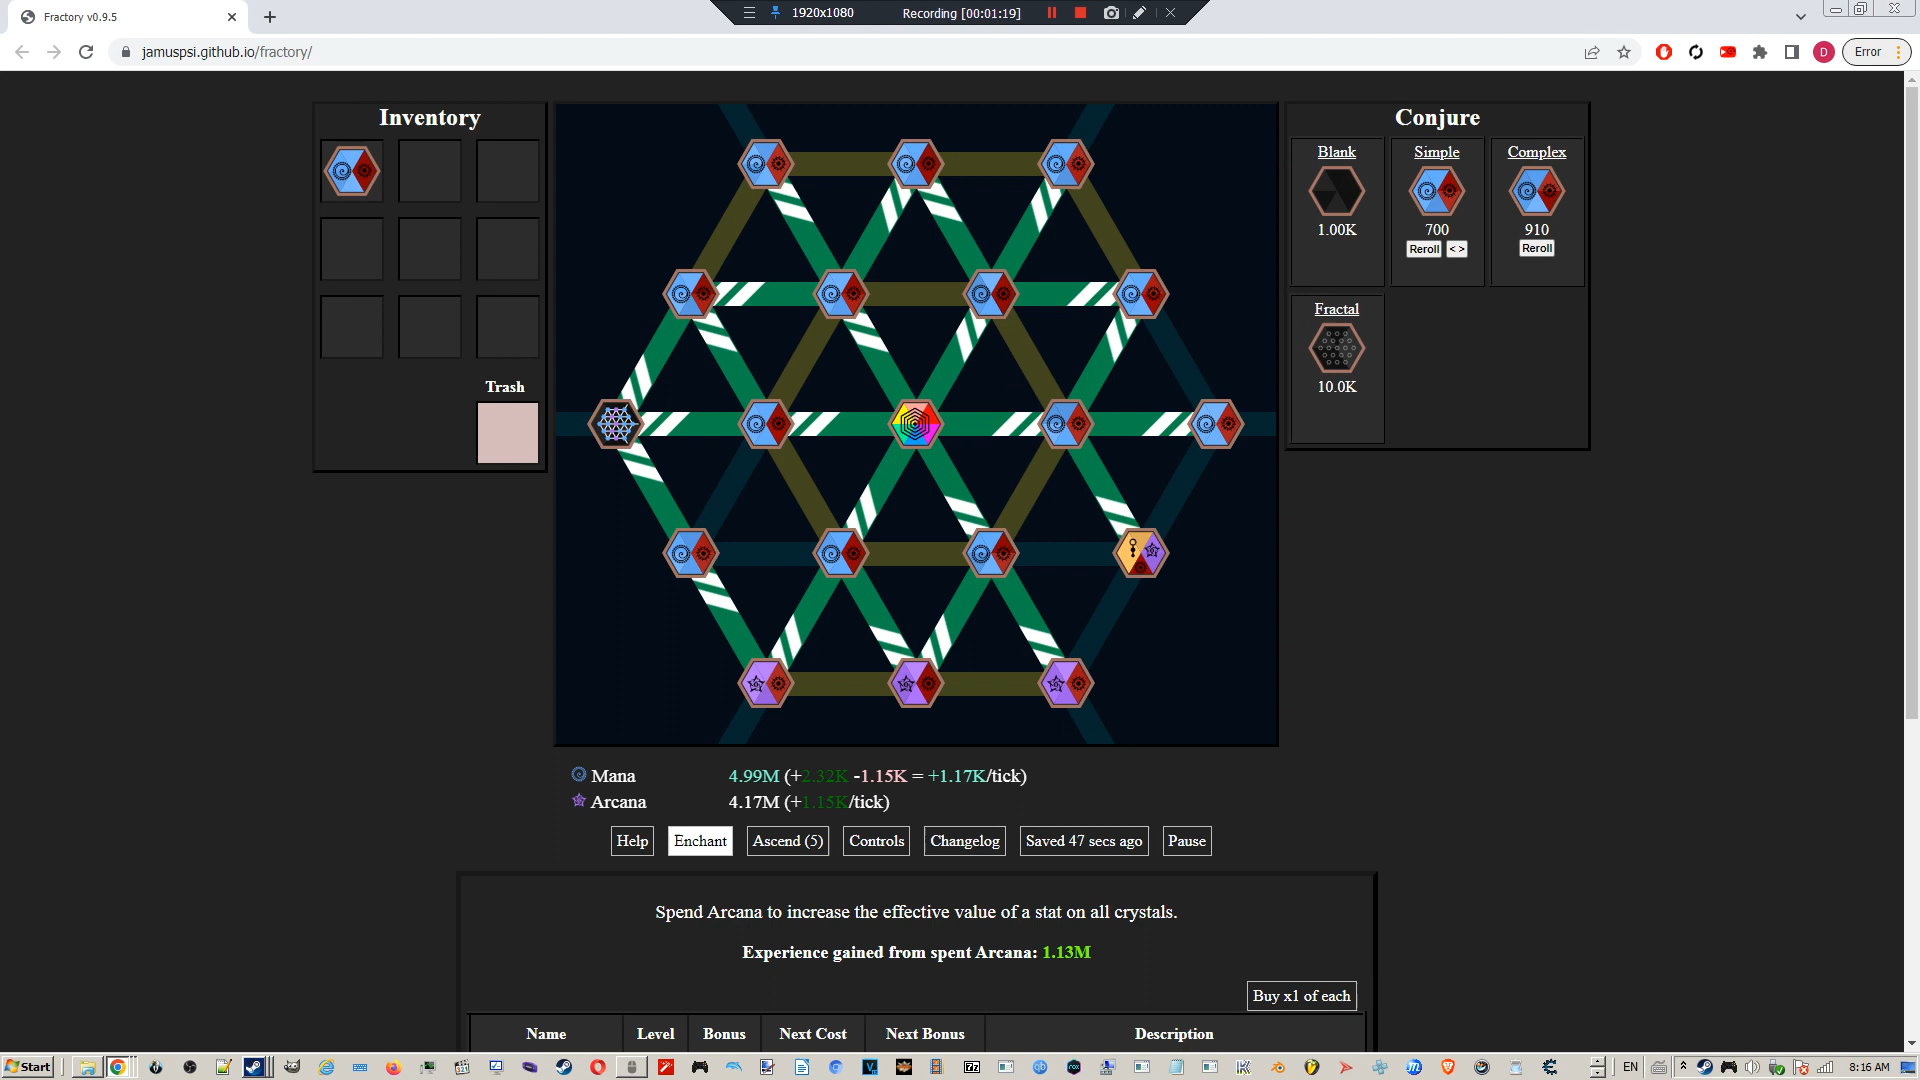 Fractory v0.9.5
1920x1080
Recording [00:01:19]
jamuspsi.github.io/fractory/
D
Error
Inventory
Trash
Conjure
Blank
Simple
Complex
1.00K
700
910
Reroll
< >
Reroll
Fractal
10.0K
Mana
4.99M (+2.32K -1.15K = +1.17K/tick)
Arcana
4.17M (+1.15K/tick)
Help
Enchant
Ascend (5)
Controls
Changelog
Saved 47 secs ago
Pause
Spend Arcana to increase the effective value of a stat on all crystals.
Experience gained from spent Arcana: 1.13M
Buy x1 of each
Name
Level
Bonus
Next Cost
Next Bonus
Description
Start
EN
8:16 AM